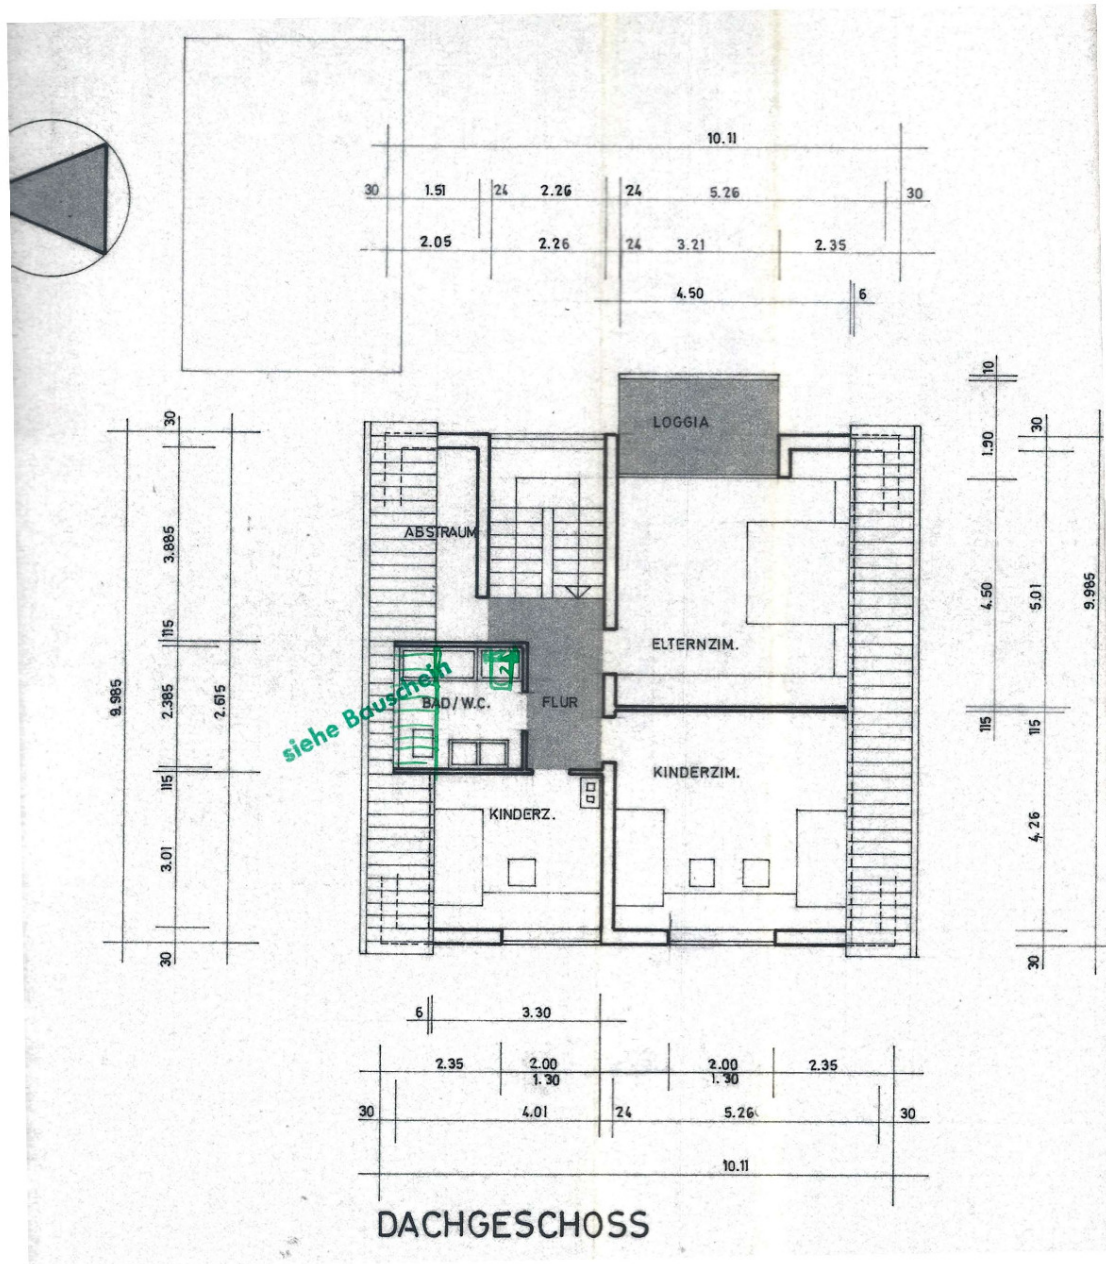 10.11
30 1.51 24 2.26 24 5.26 30
2.05 2.26 24 3.21 2.35
4.50 6
LOGGIA
ABSTRAUM
ELTERNZIM.
siehe Bauschein
BAD/W.C.
FLUR
KINDERZIM.
KINDERZ.
30
3.885
115
2.385
115
3.01
30
9.985
2.615
10
1.90
4.50
115
30
5.01
115
4.26
30
9.985
6 3.30
2.35 2.00 2.00 2.35
1.30 1.30
30 4.01 24 5.26 30
10.11
DACHGESCHOSS